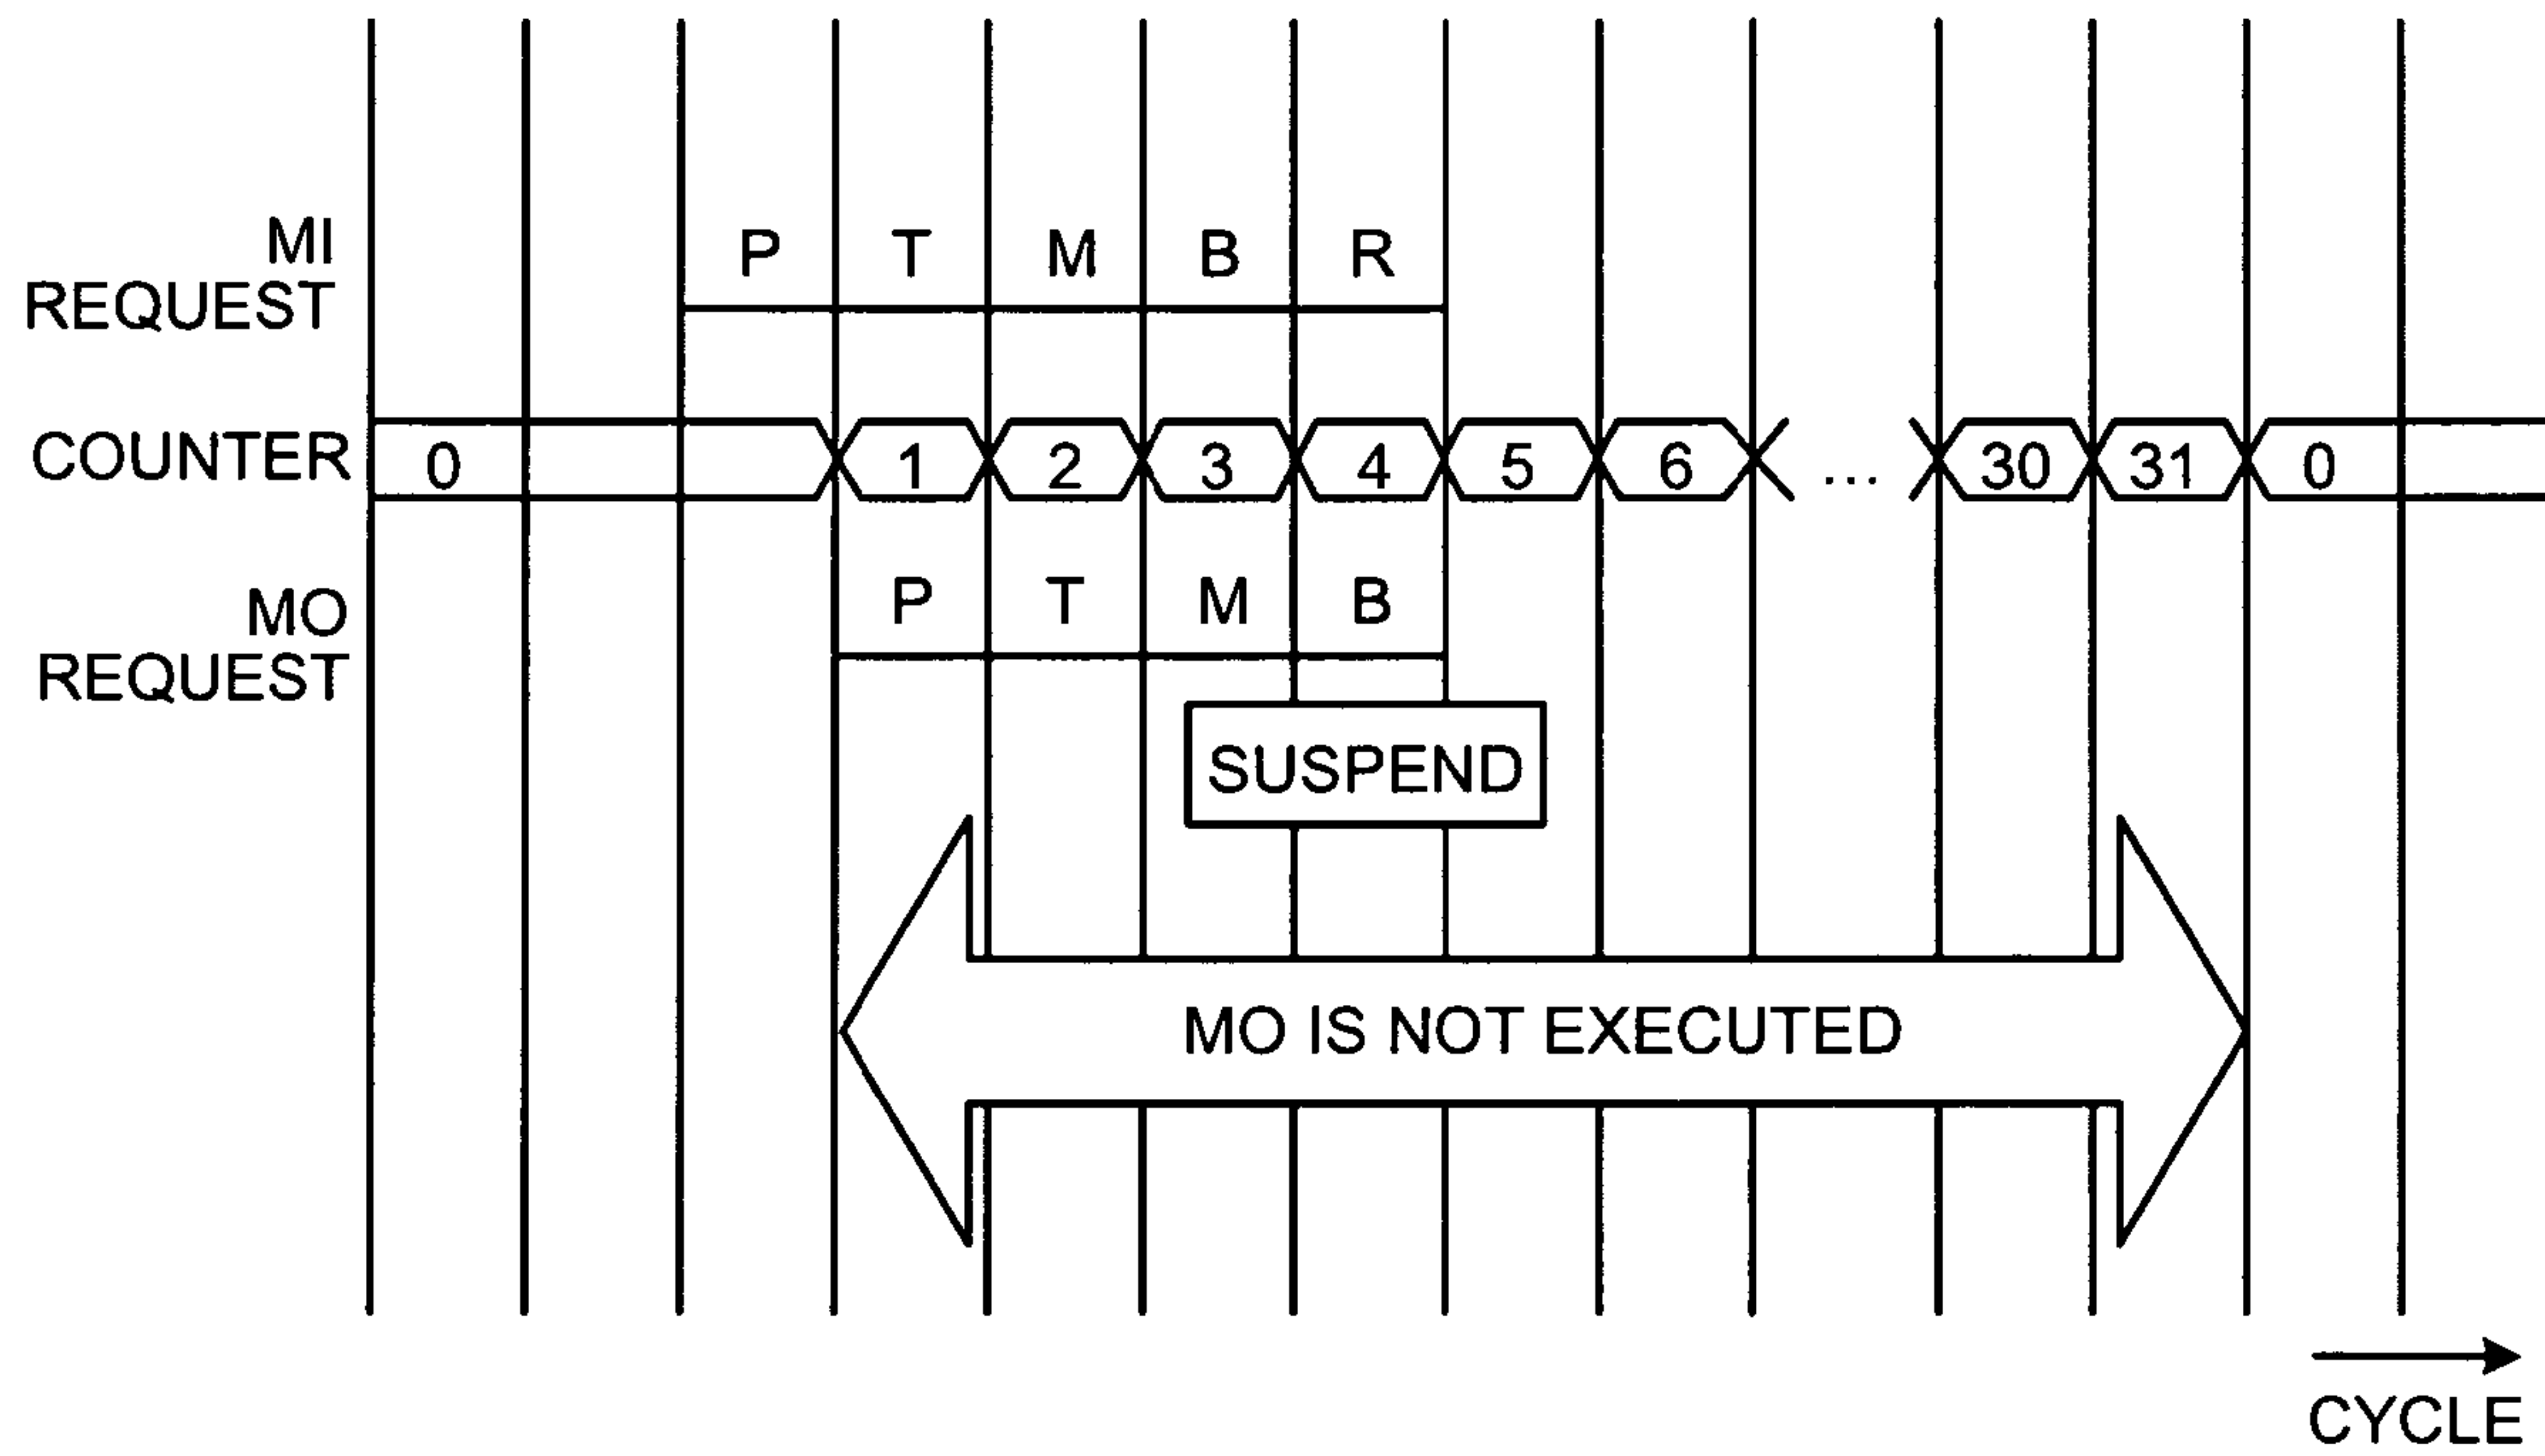 MI
REQUEST
P T M B R
COUNTER
0 1 2 3 4 5 6 ... 30 31 0
MO
REQUEST
P T M B
SUSPEND
MO IS NOT EXECUTED
CYCLE